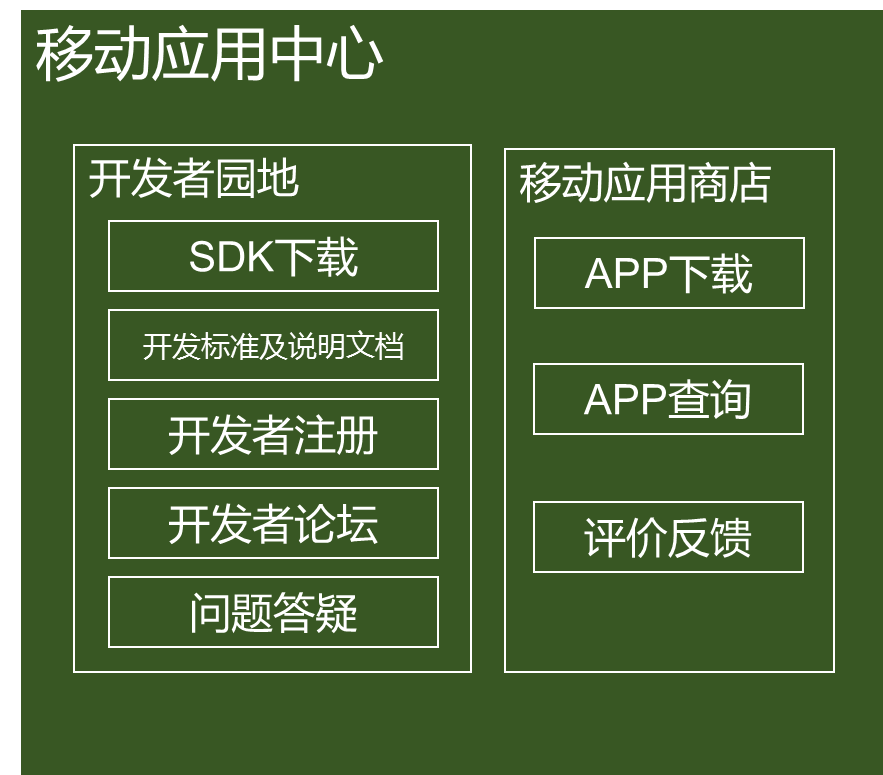 移动应用中心
开发者园地
SDK下载
开发标准及说明文档
开发者注册
开发者论坛
问题答疑
移动应用商店
APP下载
APP查询
评价反馈